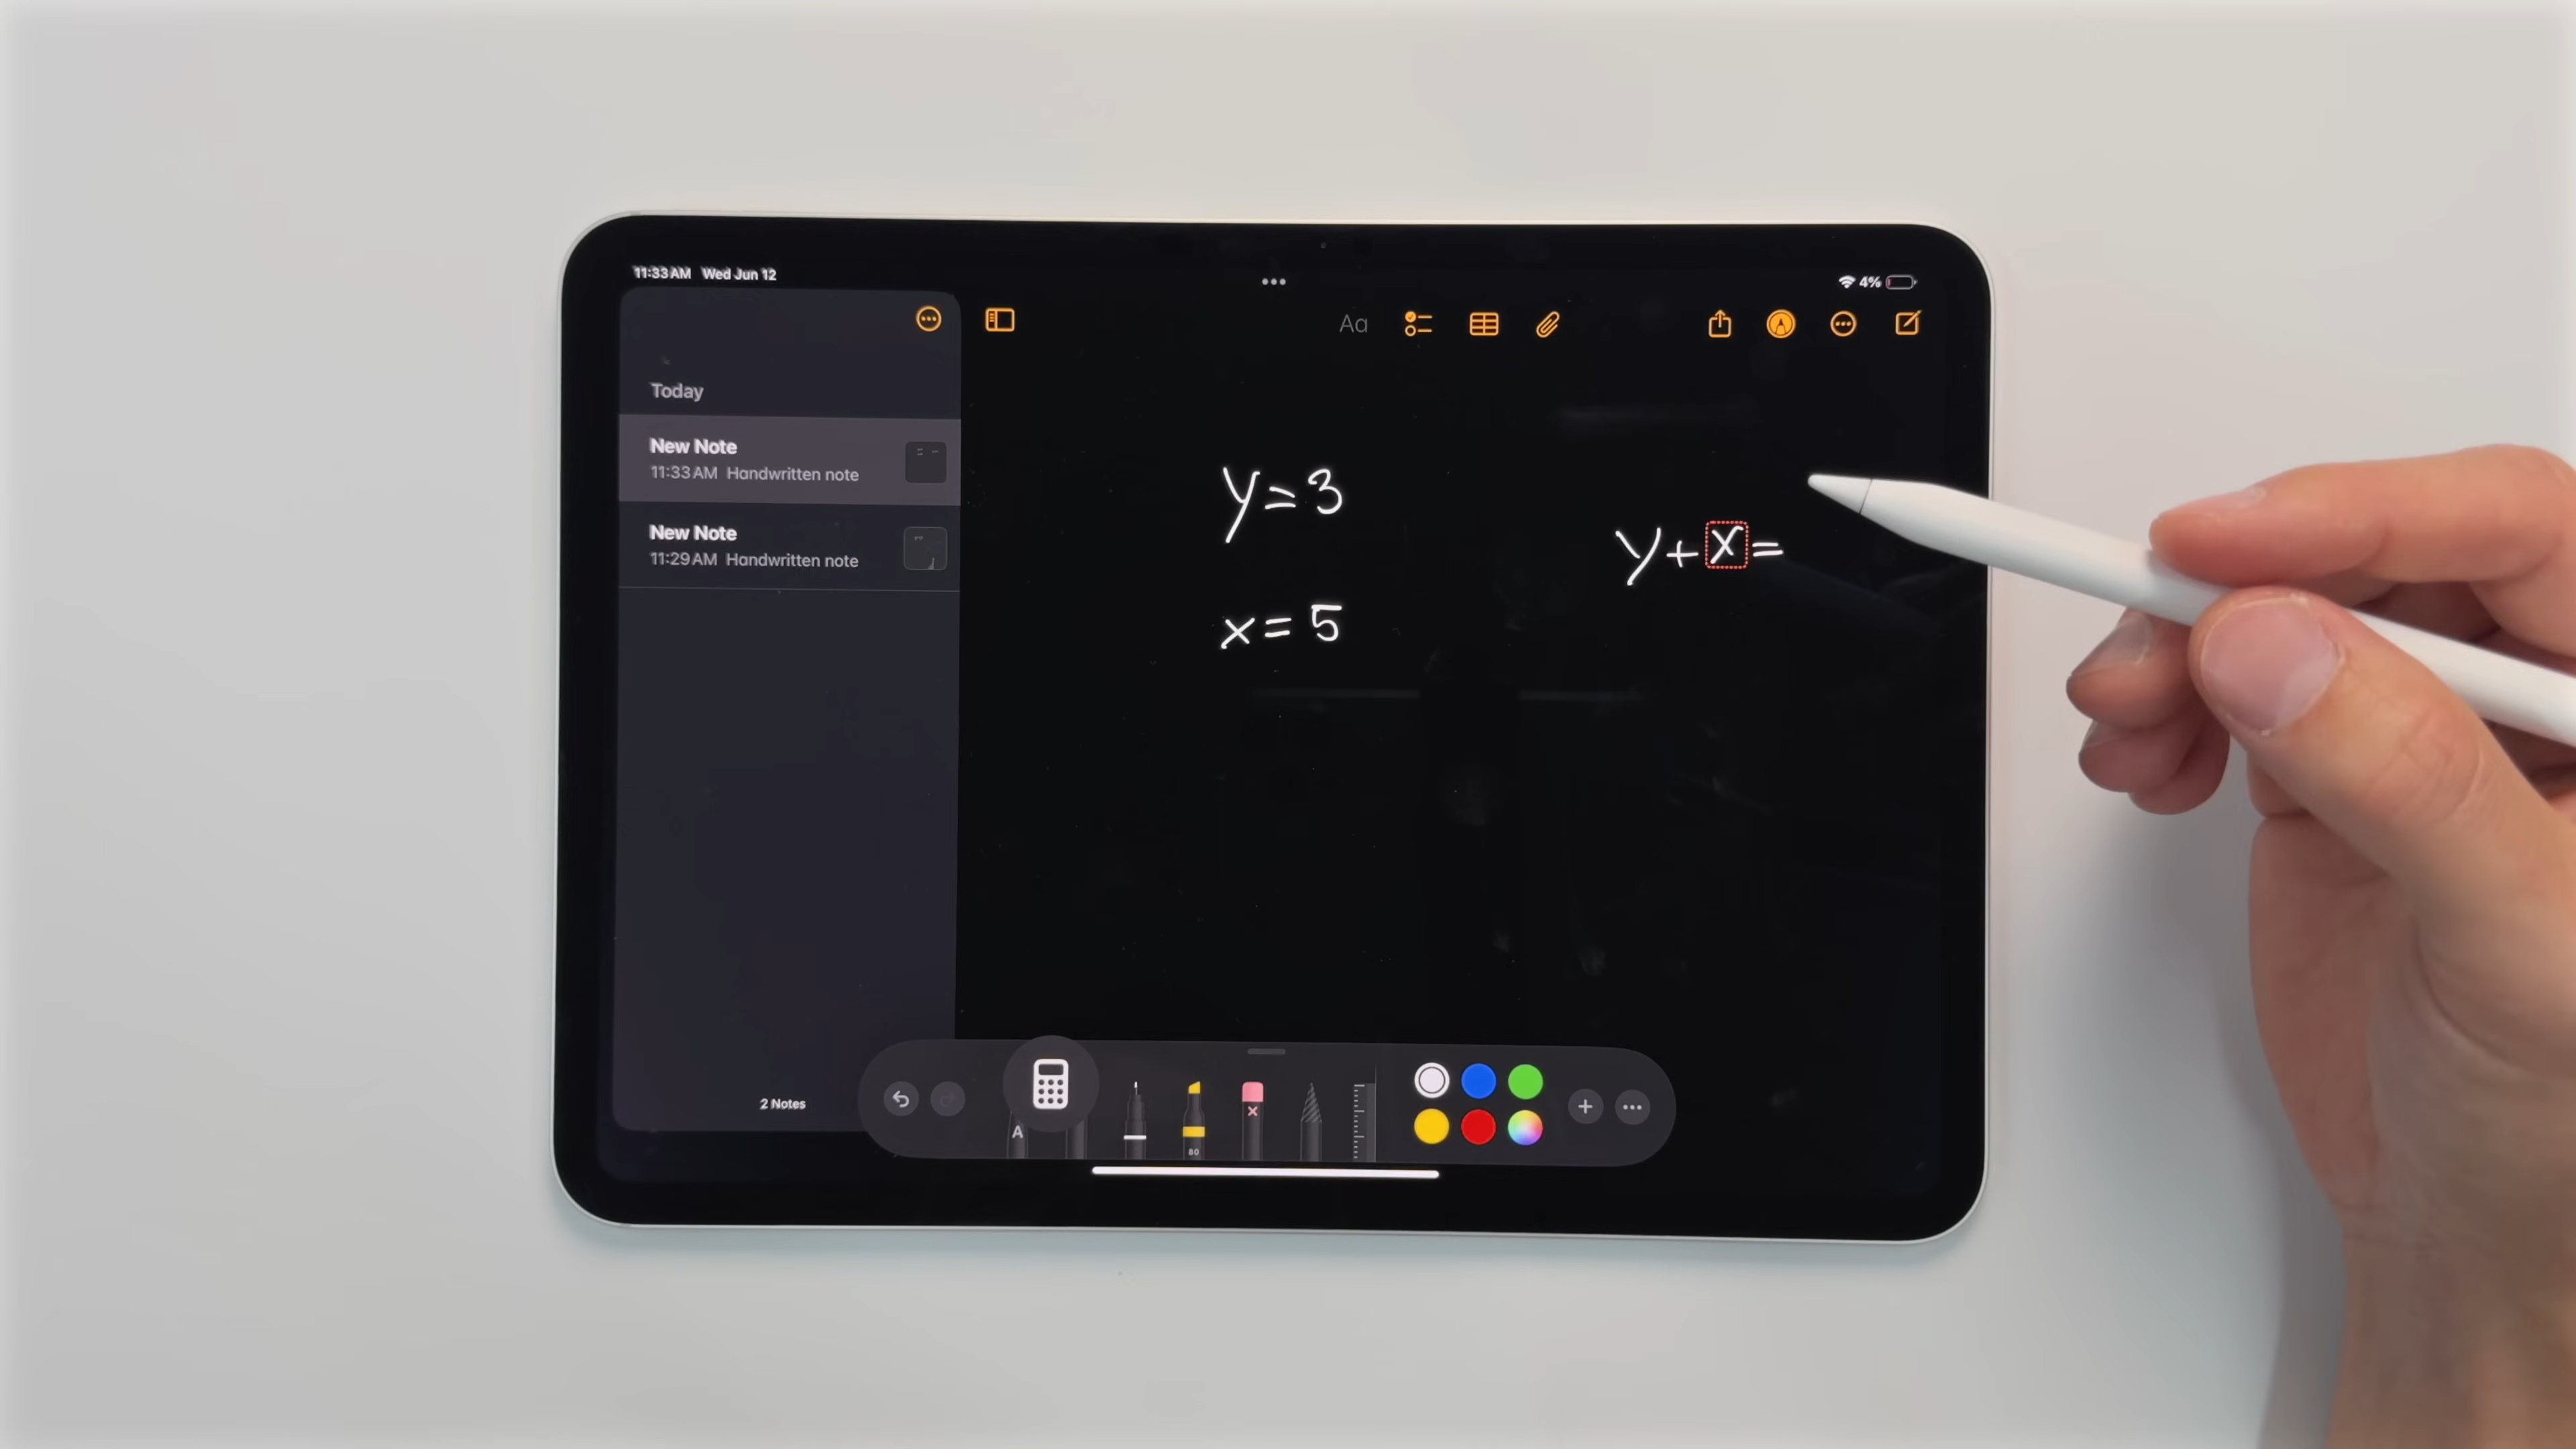 11:33 AM Wed Jun 12
4%
Aa
Today
New Note
11:33 AM Handwritten note
New Note
11:29 AM Handwritten note
y=3
y+x=
x=5
2 Notes
A
80